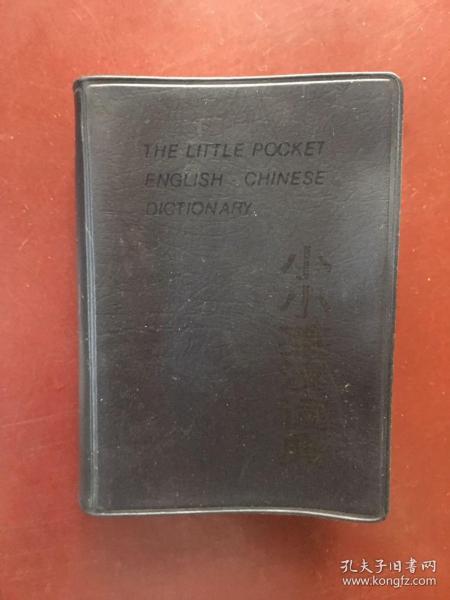 THE LITTLE POCKET
ENGLISH - CHINESE
DICTIONARY
小
孔夫子旧书网
www.kongfz.com